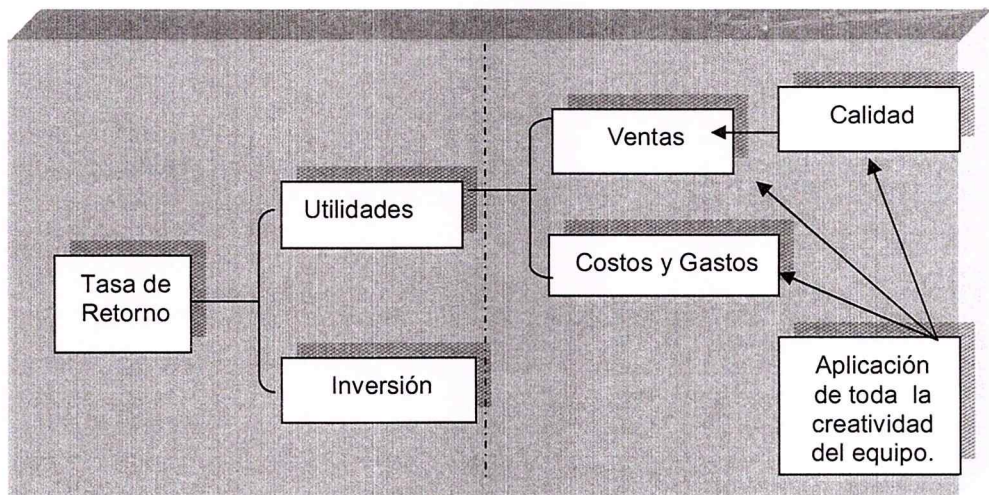 Ventas
Calidad
Utilidades
Costos y Gastos
Tasa de
Retorno
Inversión
Aplicación
de toda la
creatividad
del equipo.